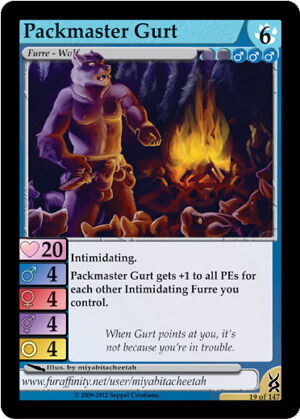 Packmaster Gurt
6
Furre - Wolf
20
Intimidating.
4
Packmaster Gurt gets +1 to all PEs for
4
each other Intimidating Furre you
control.
4
When Gurt points at you, it's
4
not because you're in trouble.
Illus. by miyabitacheetah
www.furaffinity.net/user/miyabitacheetah
© 2009-2012 Seppel Creations.
19 of 147